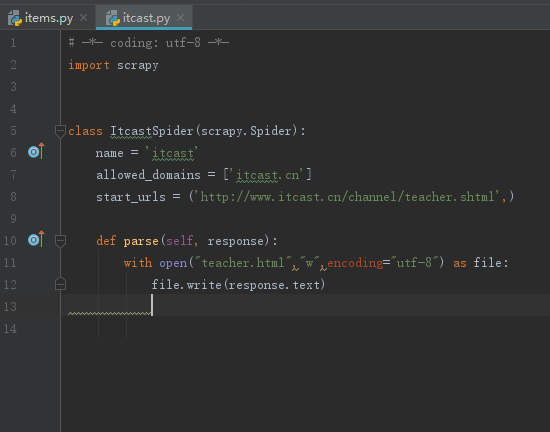 items.py
itcast.py
1 # -*- coding: utf-8 -*-
2 import scrapy
3
4
5 class ItcastSpider(scrapy.Spider):
6 name = 'itcast'
7 allowed_domains = ['itcast.cn']
8 start_urls = ('http://www.itcast.cn/channel/teacher.shtml',)
9
10 def parse(self, response):
11 with open("teacher.html","w",encoding="utf-8") as file:
12 file.write(response.text)
13
14